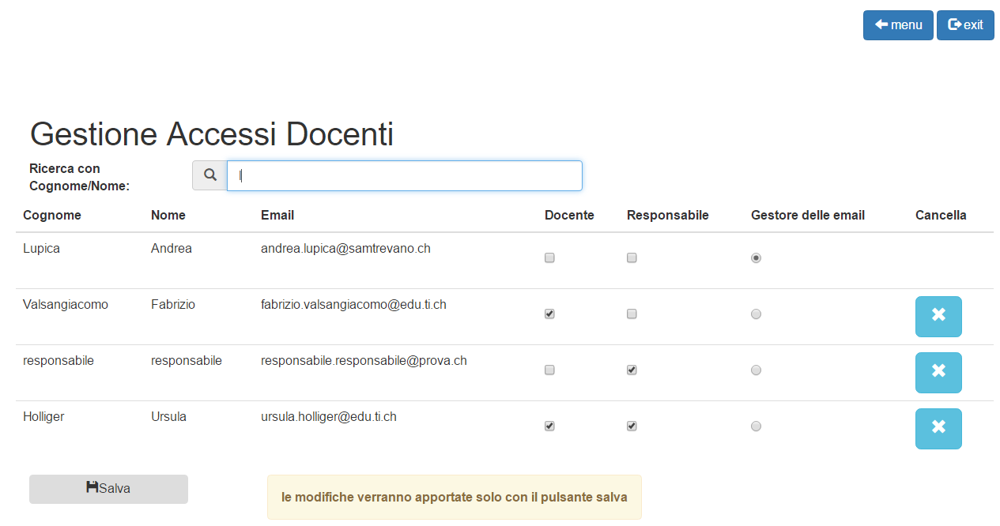 menu exit
Gestione Accessi Docenti
Ricerca con
Cognome/Nome:
l
Cognome Nome Email Docente Responsabile Gestore delle email Cancella
Lupica Andrea andrea.lupica@samtrevano.ch
Valsangiacomo Fabrizio fabrizio.valsangiacomo@edu.ti.ch
responsabile responsabile responsabile.responsabile@prova.ch
Holliger Ursula ursula.holliger@edu.ti.ch
Salva
le modifiche verranno apportate solo con il pulsante salva